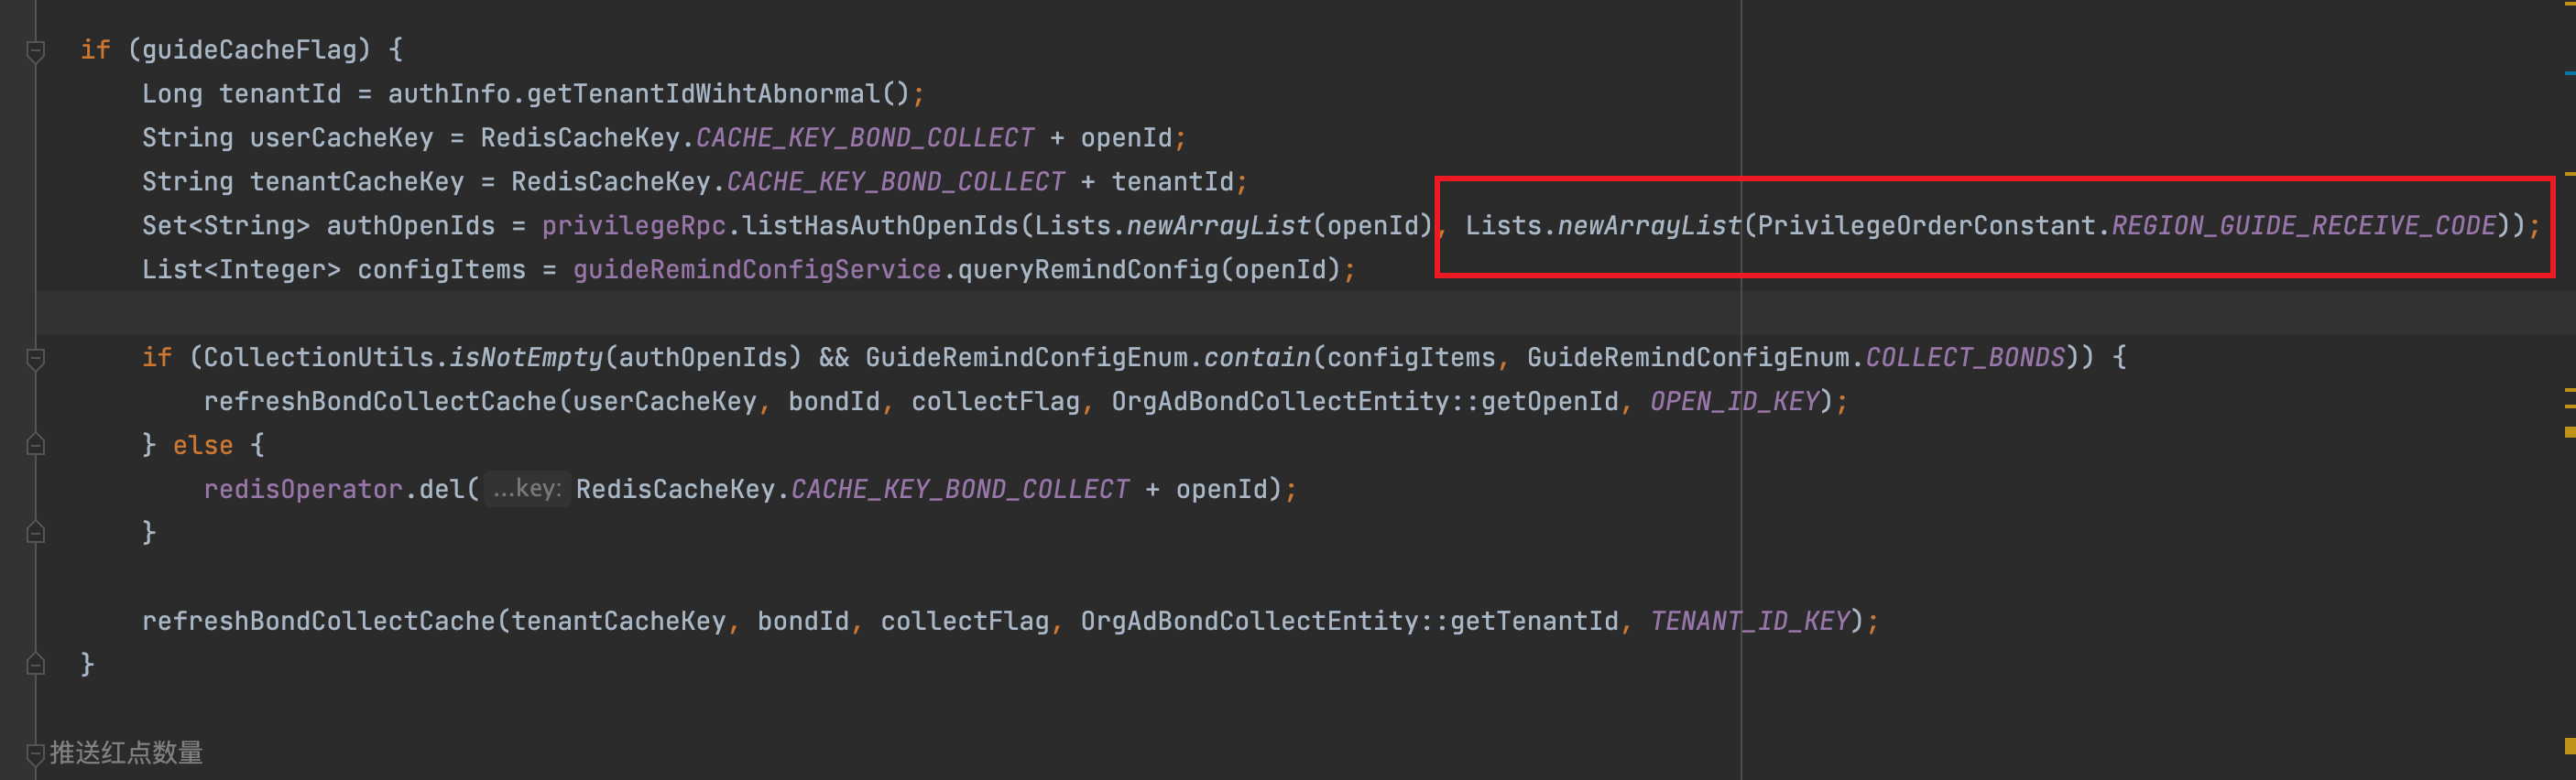 if (guideCacheFlag) {
Long tenantId = authInfo.getTenantIdWihtAbnormal();
String userCacheKey = RedisCacheKey.CACHE_KEY_BOND_COLLECT + openId;
String tenantCacheKey = RedisCacheKey.CACHE_KEY_BOND_COLLECT + tenantId;
Set<String> authOpenIds = privilegeRpc.listHasAuthOpenIds(Lists.newArrayList(openId), Lists.newArrayList(PrivilegeOrderConstant.REGION_GUIDE_RECEIVE_CODE));
List<Integer> configItems = guideRemindConfigService.queryRemindConfig(openId);
if (CollectionUtils.isNotEmpty(authOpenIds) && GuideRemindConfigEnum.contain(configItems, GuideRemindConfigEnum.COLLECT_BONDS)) {
refreshBondCollectCache(userCacheKey, bondId, collectFlag, OrgAdBondCollectEntity::getOpenId, OPEN_ID_KEY);
} else {
redisOperator.del( ...key: RedisCacheKey.CACHE_KEY_BOND_COLLECT + openId);
}
refreshBondCollectCache(tenantCacheKey, bondId, collectFlag, OrgAdBondCollectEntity::getTenantId, TENANT_ID_KEY);
}
推送红点数量